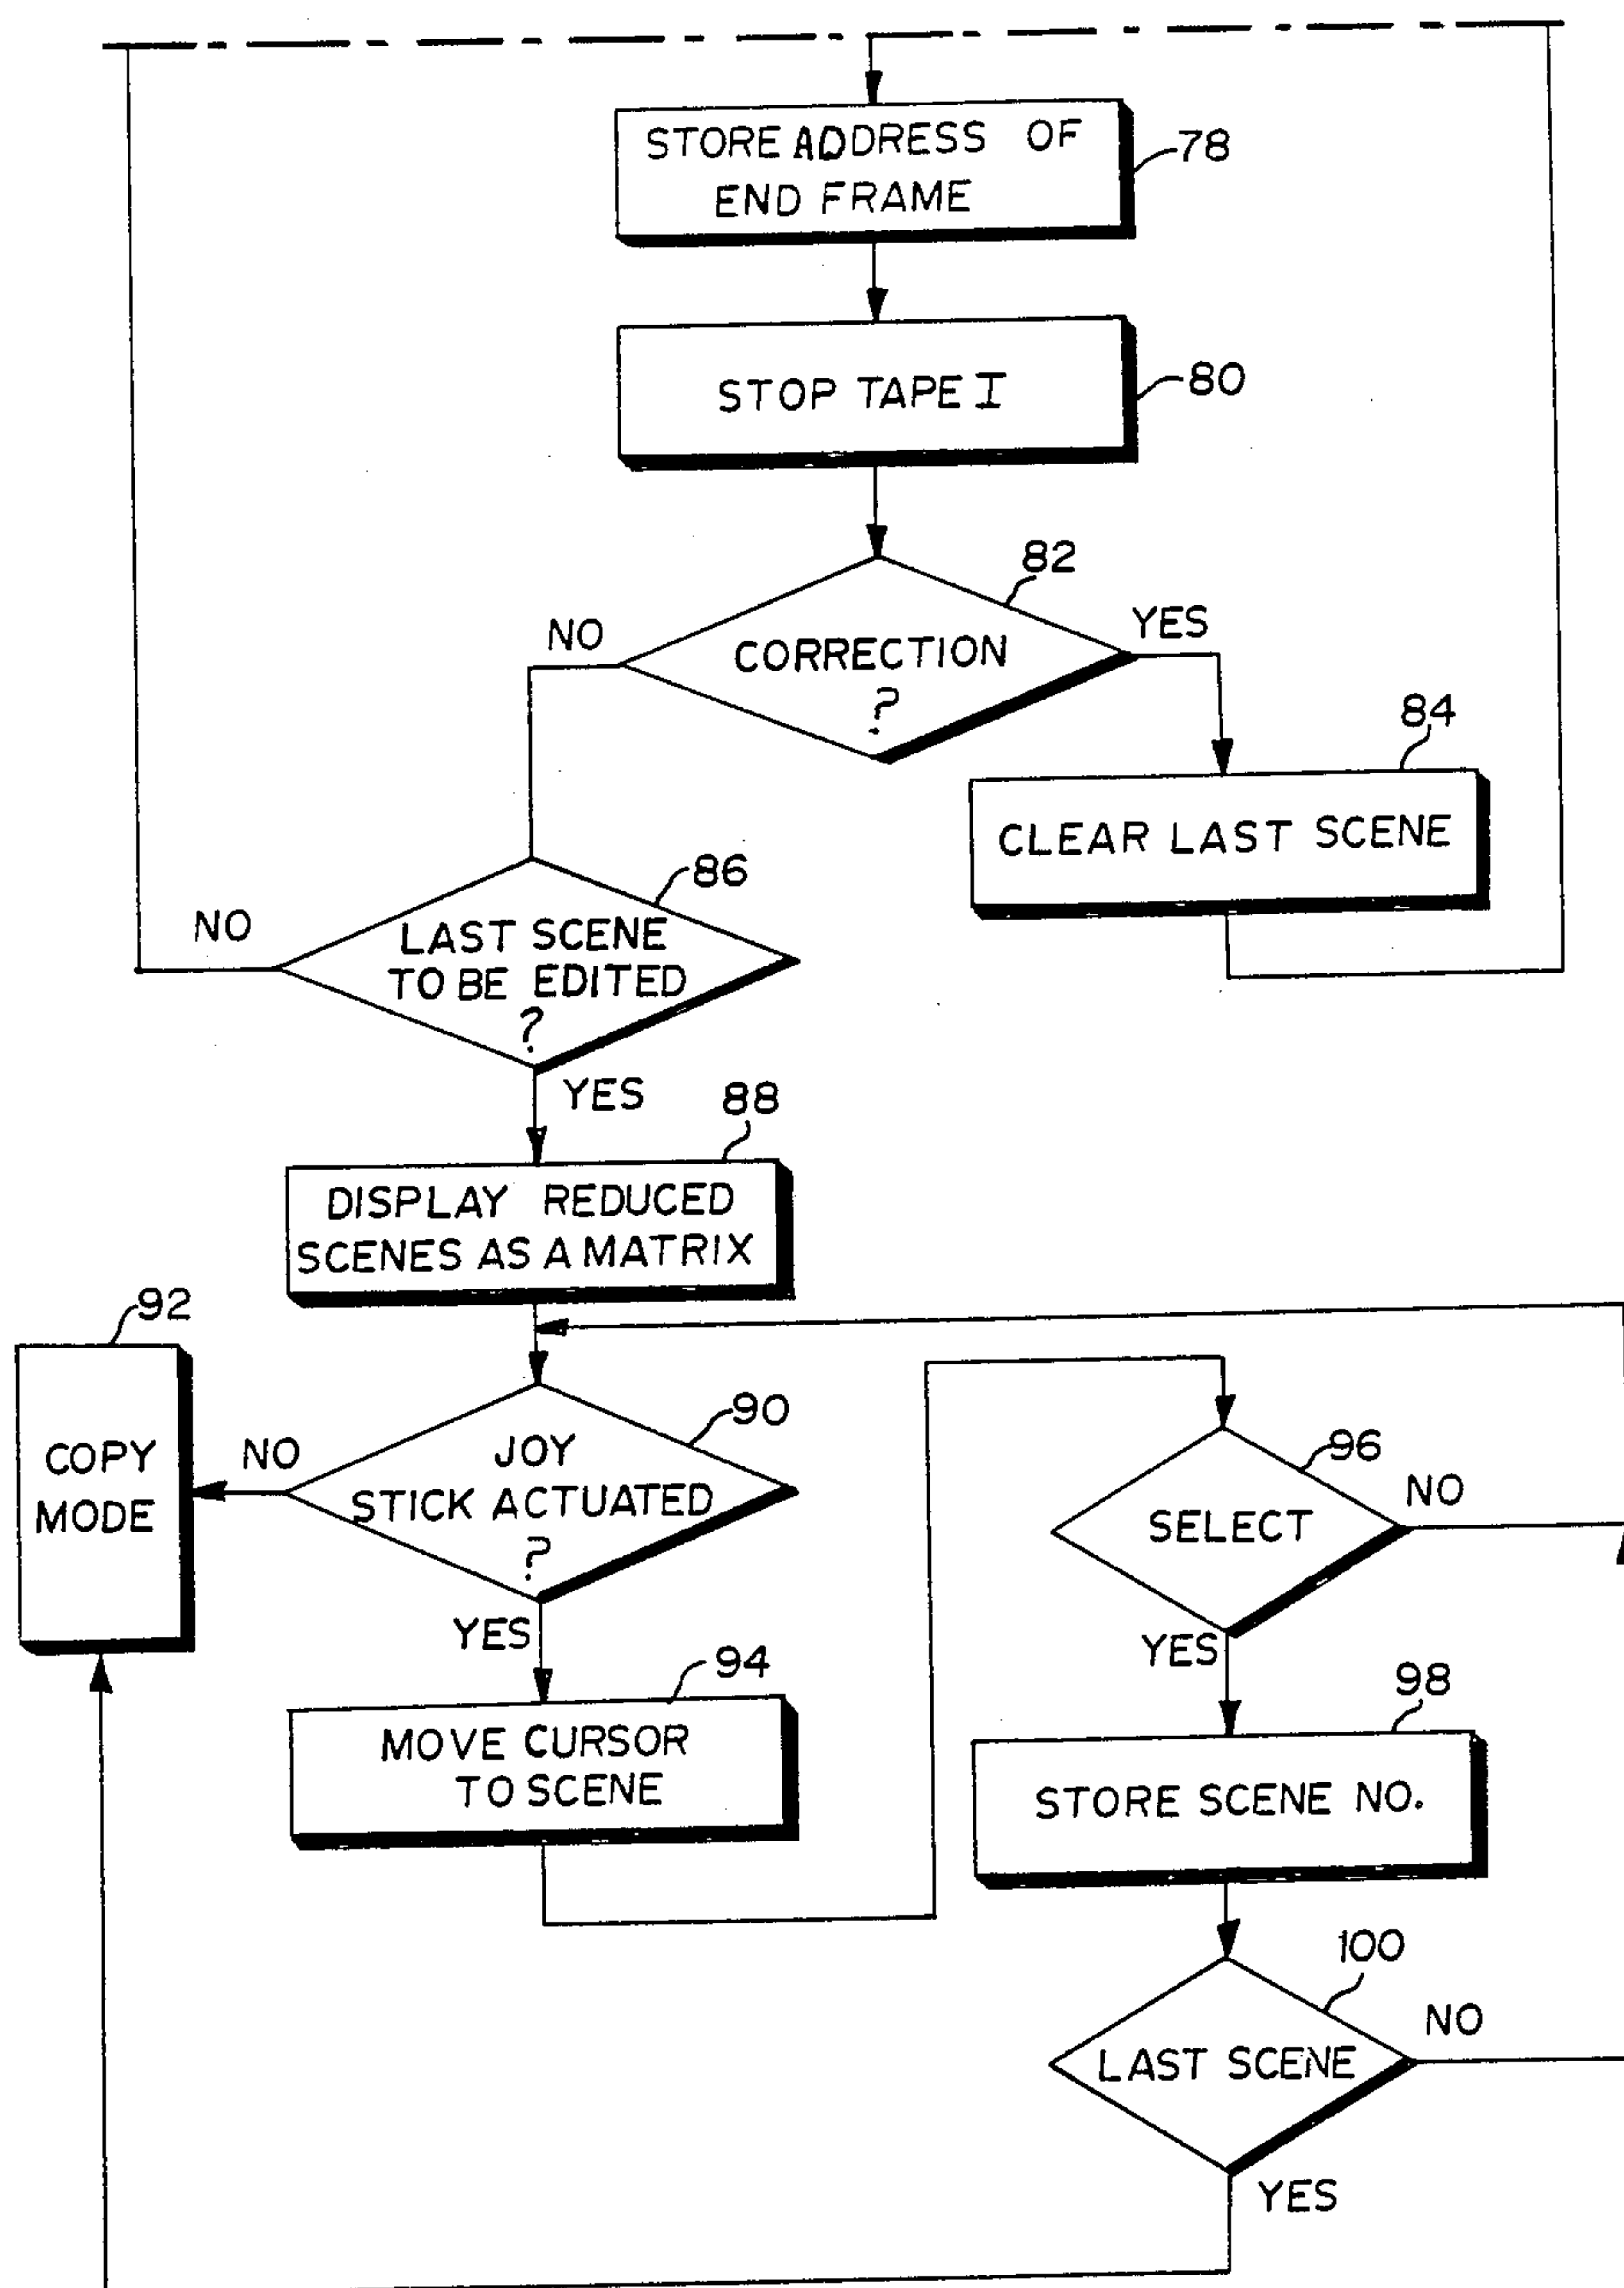 STORE ADDRESS OF
END FRAME
78
STOP TAPE I
80
82
NO
CORRECTION
?
YES
84
CLEAR LAST SCENE
86
NO
LAST SCENE
TO BE EDITED
?
YES
88
DISPLAY REDUCED
SCENES AS A MATRIX
92
COPY
MODE
NO
90
JOY
STICK ACTUATED
?
YES
94
MOVE CURSOR
TO SCENE
96
SELECT
NO
YES
98
STORE SCENE NO.
100
LAST SCENE
NO
YES